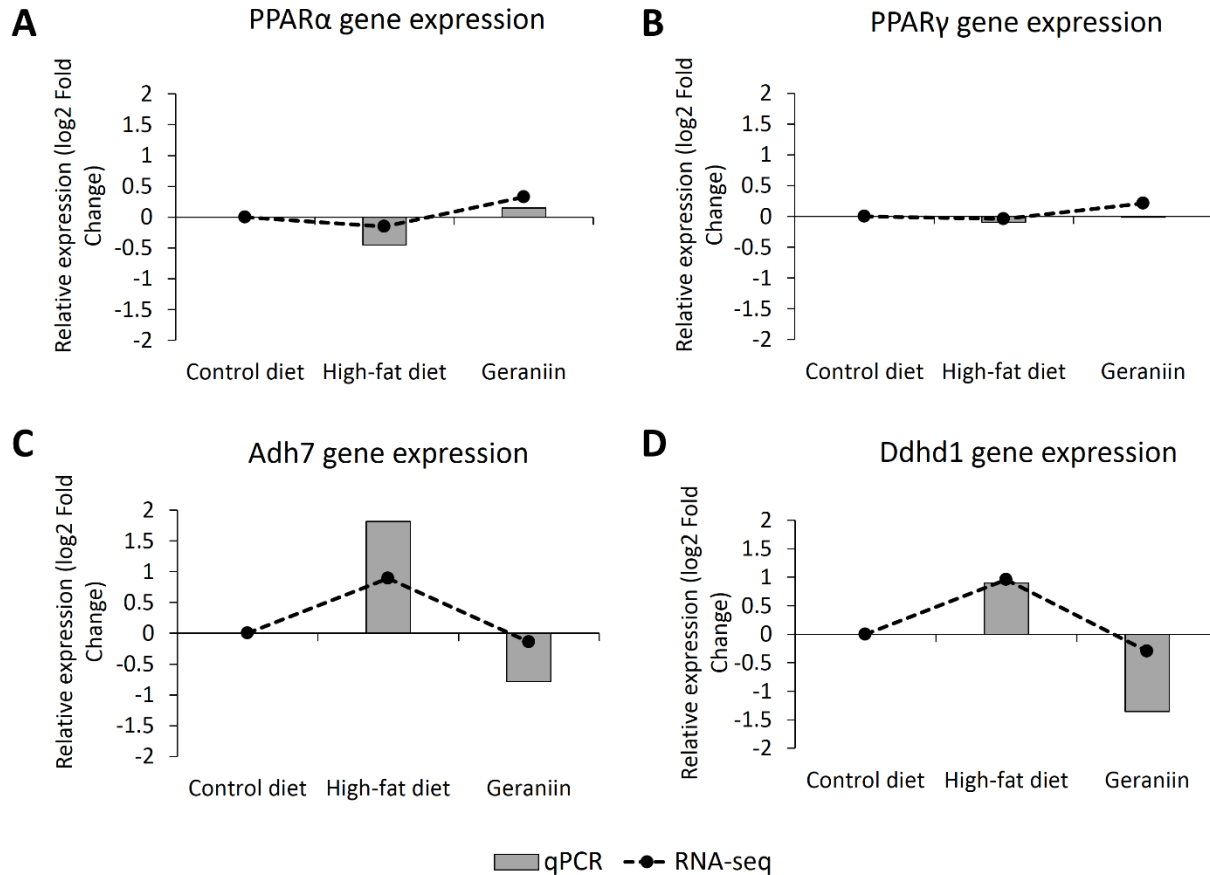 A
PPARα gene expression
Relative expression (log2 Fold
Change)
2
1.5
1
0.5
0
-0.5
-1
-1.5
-2
Control diet
High-fat diet
Geraniin
B
PPARγ gene expression
Relative expression (log2 Fold
Change)
2
1.5
1
0.5
0
-0.5
-1
-1.5
-2
Control diet
High-fat diet
Geraniin
C
Adh7 gene expression
Relative expression (log2 Fold
Change)
2
1.5
1
0.5
0
-0.5
-1
-1.5
-2
Control diet
High-fat diet
Geraniin
D
Ddhd1 gene expression
Relative expression (log2 Fold
Change)
2
1.5
1
0.5
0
-0.5
-1
-1.5
-2
Control diet
High-fat diet
Geraniin
qPCR
RNA-seq